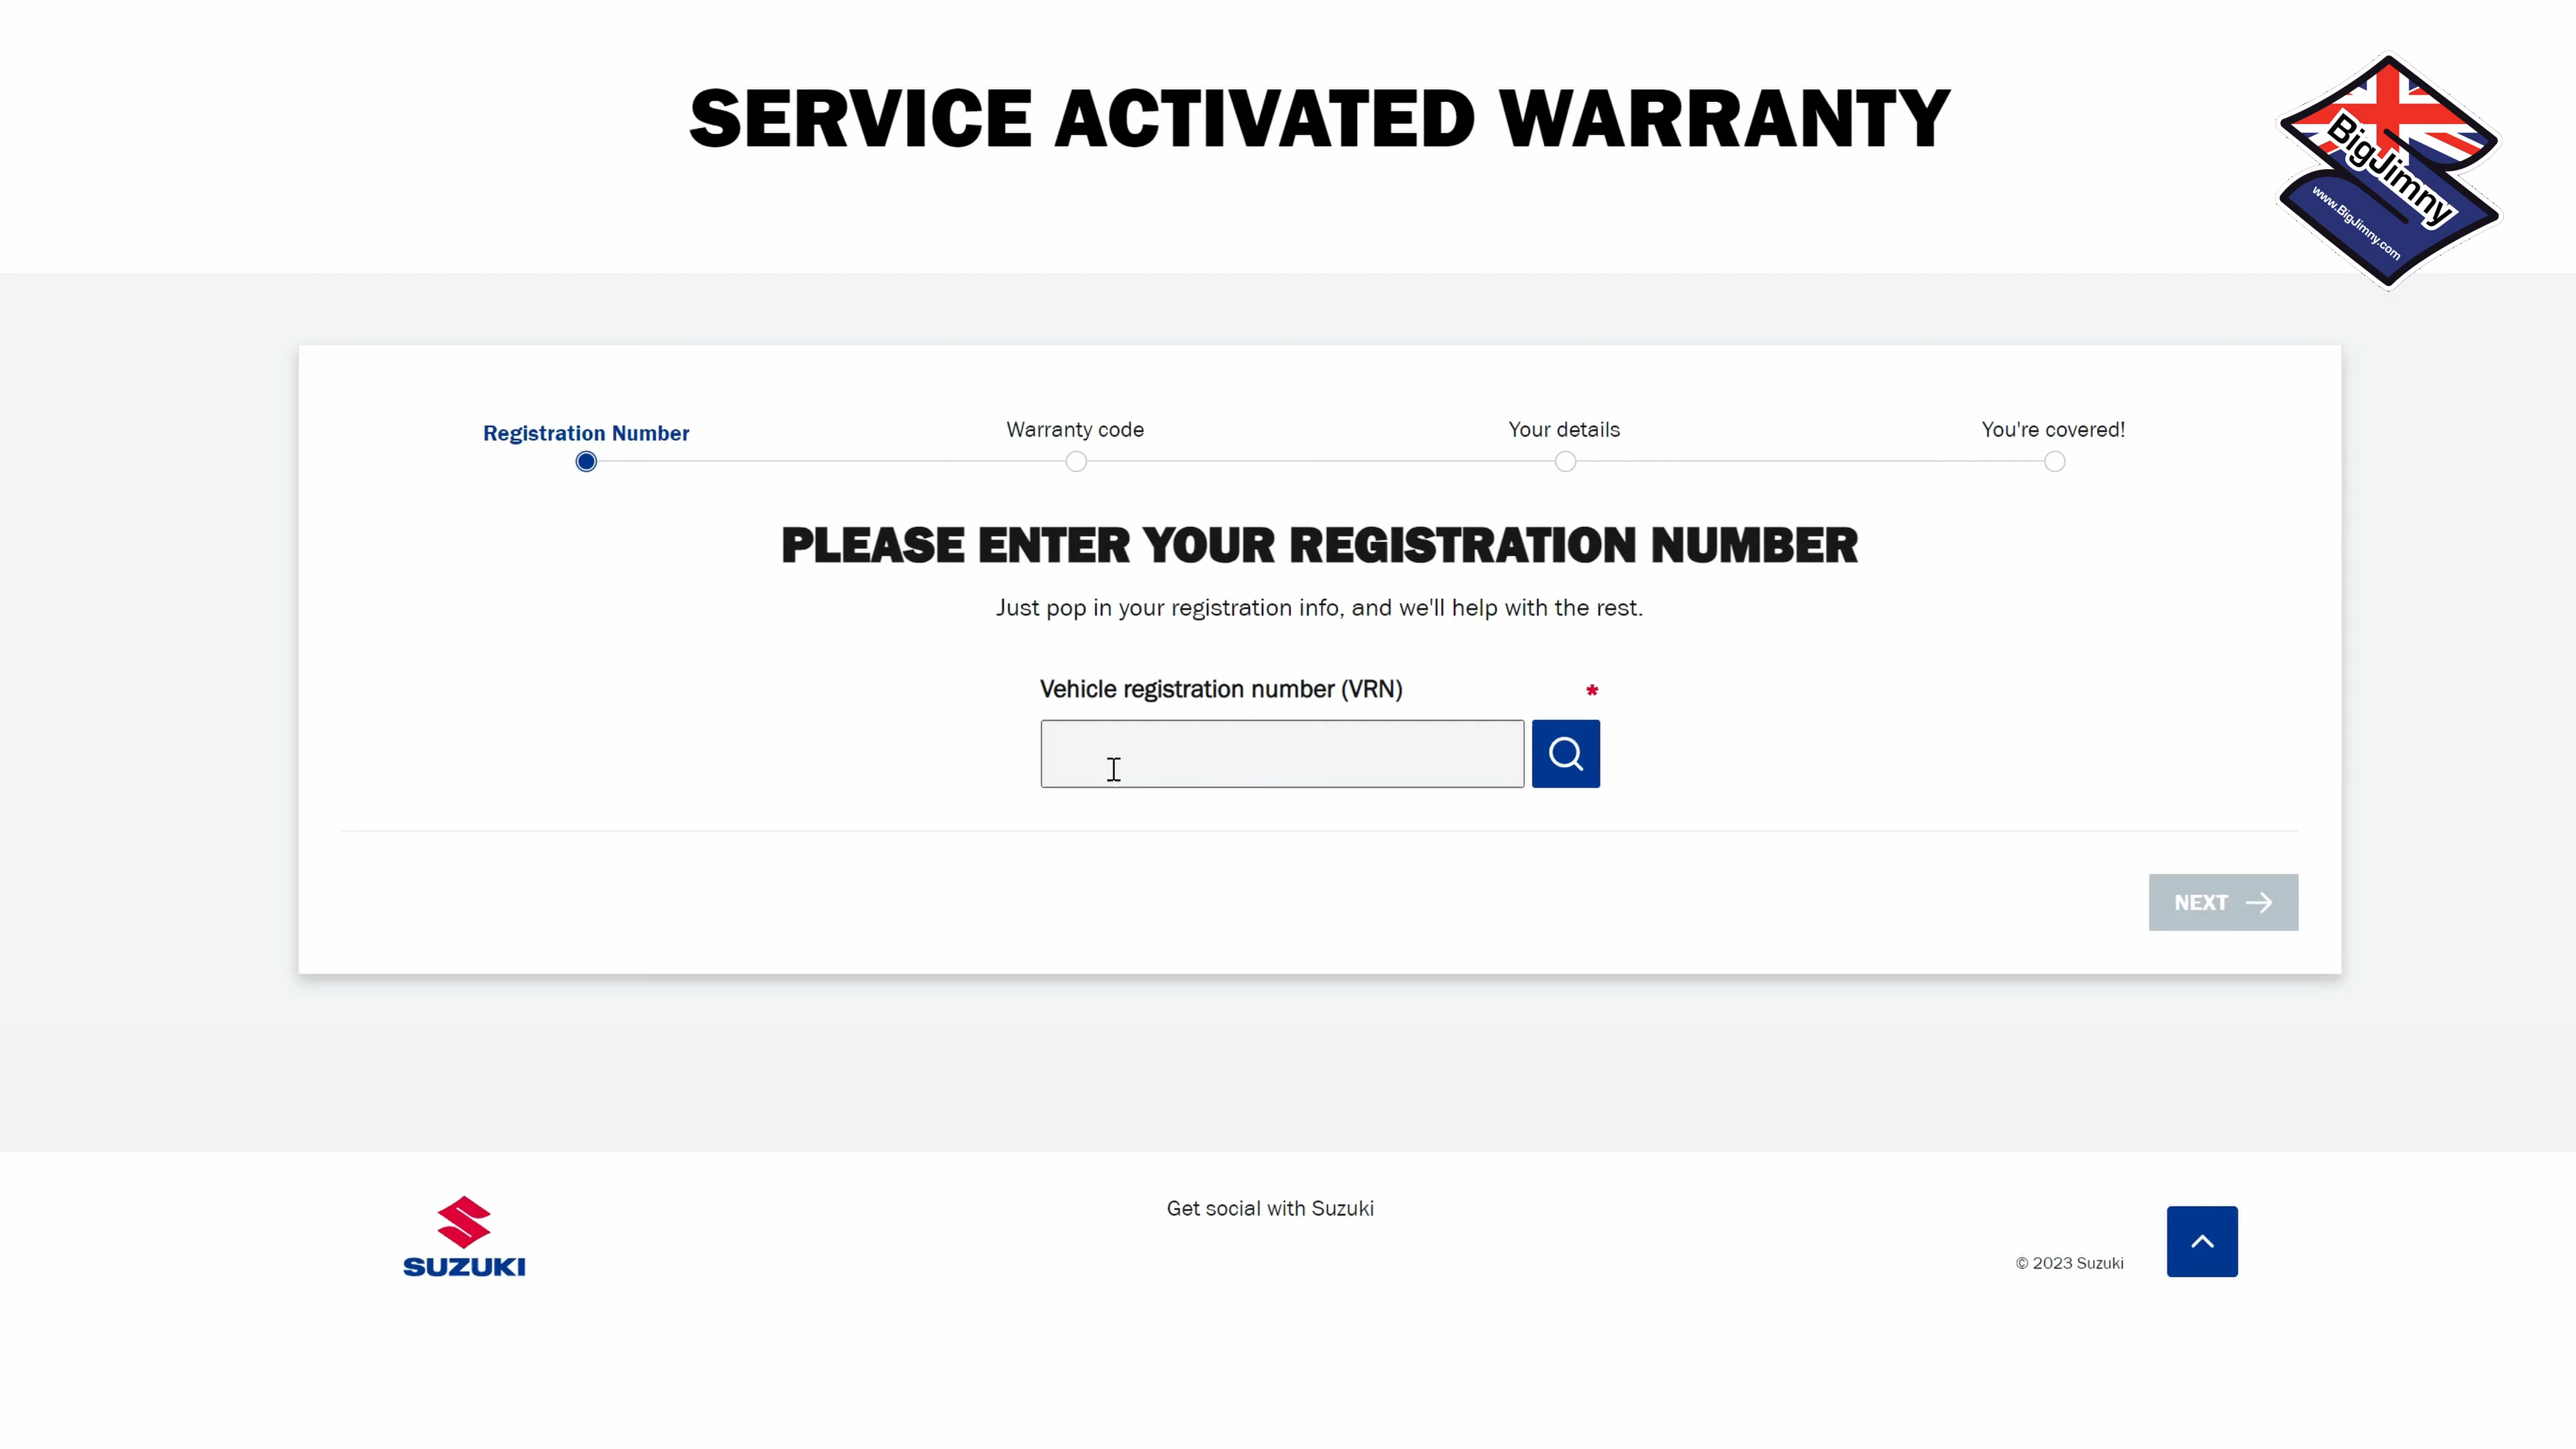 SERVICE ACTIVATED WARRANTY
BigJimny
www.BigJimny.com
Registration Number
Warranty code
Your details
You're covered!
PLEASE ENTER YOUR REGISTRATION NUMBER
Just pop in your registration info, and we'll help with the rest.
Vehicle registration number (VRN) *
NEXT
SUZUKI
Get social with Suzuki
© 2023 Suzuki